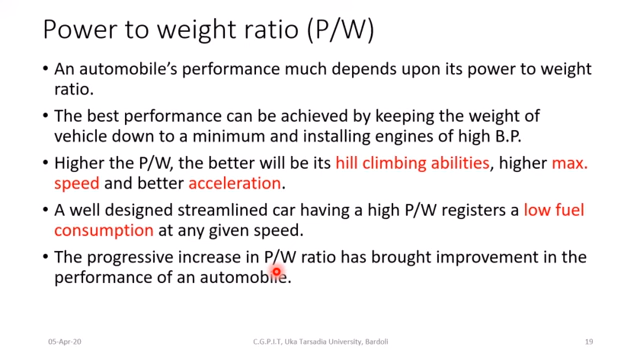 Power to weight ratio (P/W)
• An automobile's performance much depends upon its power to weight
ratio.
• The best performance can be achieved by keeping the weight of
vehicle down to a minimum and installing engines of high B.P.
• Higher the P/W, the better will be its hill climbing abilities, higher max.
speed and better acceleration.
• A well designed streamlined car having a high P/W registers a low fuel
consumption at any given speed.
• The progressive increase in P/W ratio has brought improvement in the
performance of an automobile.
05-Apr-20 C.G.P.I.T, Uka Tarsadia University, Bardoli 19